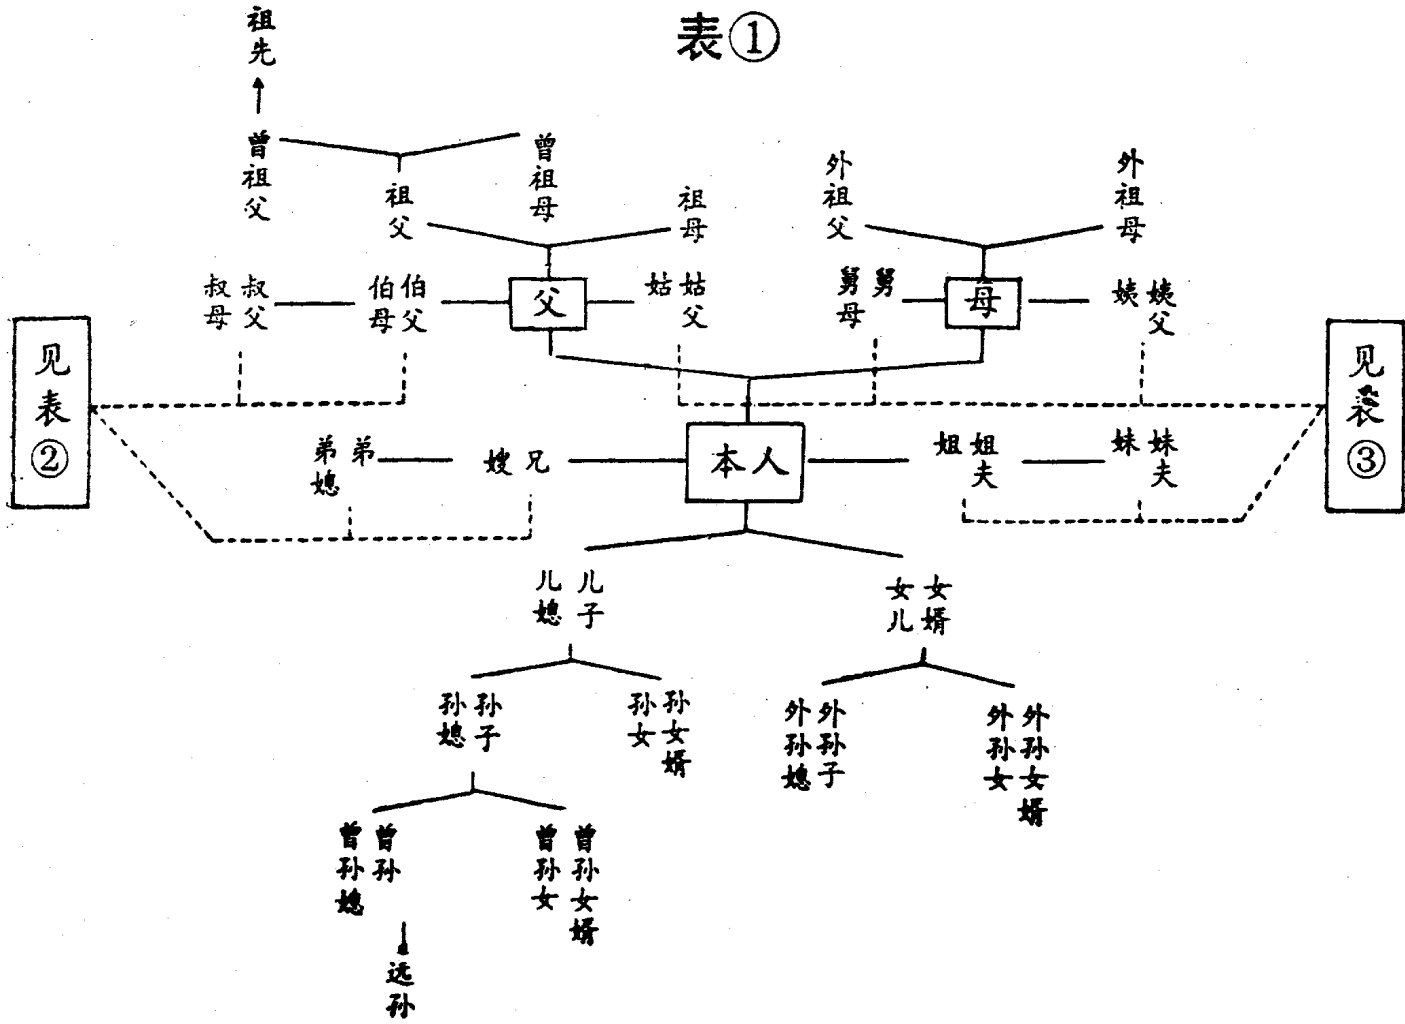 表①
祖先
曾祖父
曾祖母
祖父
祖母
外祖父
外祖母
叔父
叔母
伯父
伯母
父
姑父
姑
舅
舅母
母
姨父
姨
见表②
见表③
弟
弟媳
兄
嫂
本人
姐夫
姐
妹夫
妹
儿子
儿媳
女婿
女儿
孙子
孙媳
孙女婿
孙女
外孙子
外孙媳
外孙女婿
外孙女
曾孙
曾孙媳
曾孙女婿
曾孙女
远孙